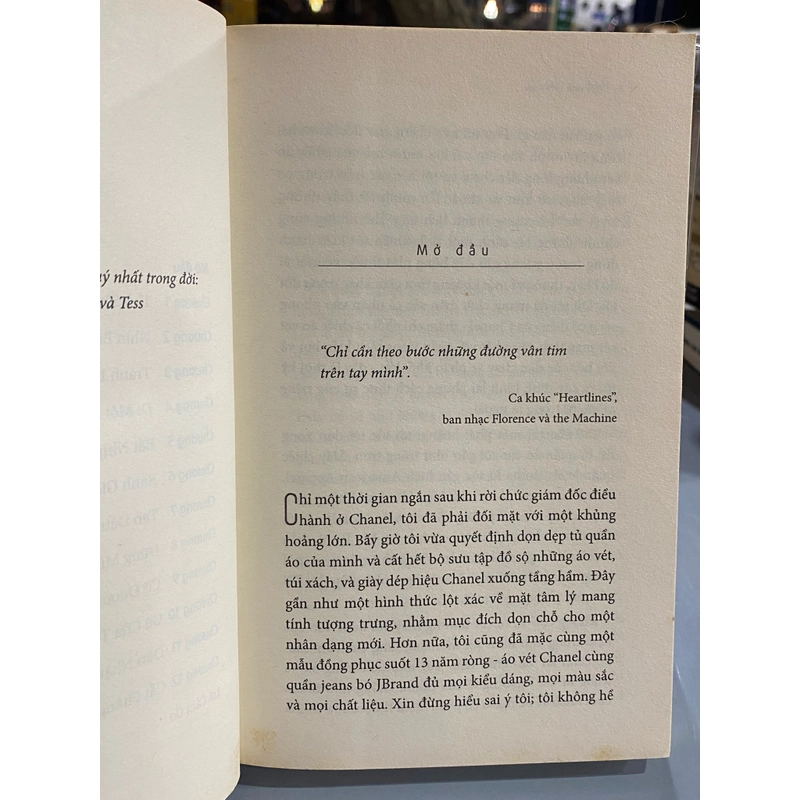 ý nhất trong đời:
và Tess
Mở đầu
“Chỉ cần theo bước những đường vân tim
trên tay mình”.
Ca khúc “Heartlines”,
ban nhạc Florence và the Machine
Chỉ một thời gian ngắn sau khi rời chức giám đốc điều
hành ở Chanel, tôi đã phải đối mặt với một khủng
hoảng lớn. Bấy giờ tôi vừa quyết định dọn dẹp tủ quần
áo của mình và cất hết bộ sưu tập đồ sộ những áo vét,
túi xách, và giày dép hiệu Chanel xuống tầng hầm. Đây
gần như một hình thức lột xác về mặt tâm lý mang
tính tượng trưng, nhằm mục đích dọn chỗ cho một
nhân dạng mới. Hơn nữa, tôi cũng đã mặc cùng một
mẫu đồng phục suốt 13 năm ròng - áo vét Chanel cùng
quần jeans bó JBrand đủ mọi kiểu dáng, mọi màu sắc
và mọi chất liệu. Xin đừng hiểu sai ý tôi; tôi không hề